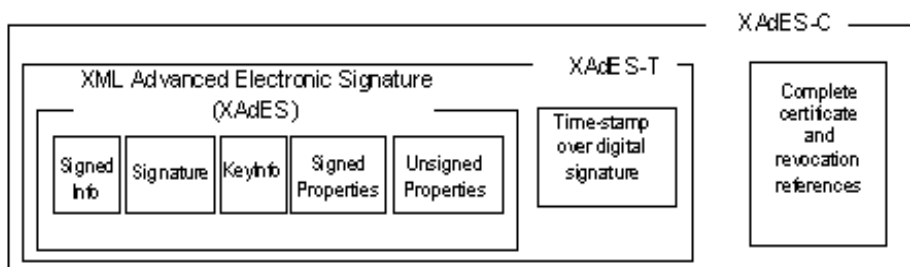 XAdES-C
XAdES-T
XML Advanced Electronic Signature
(XAdES)
Signed
Info
Signature
KeyInfo
Signed
Properties
Unsigned
Properties
Time-stamp
over digital
signature
Complete
certificate
and
revocation
references